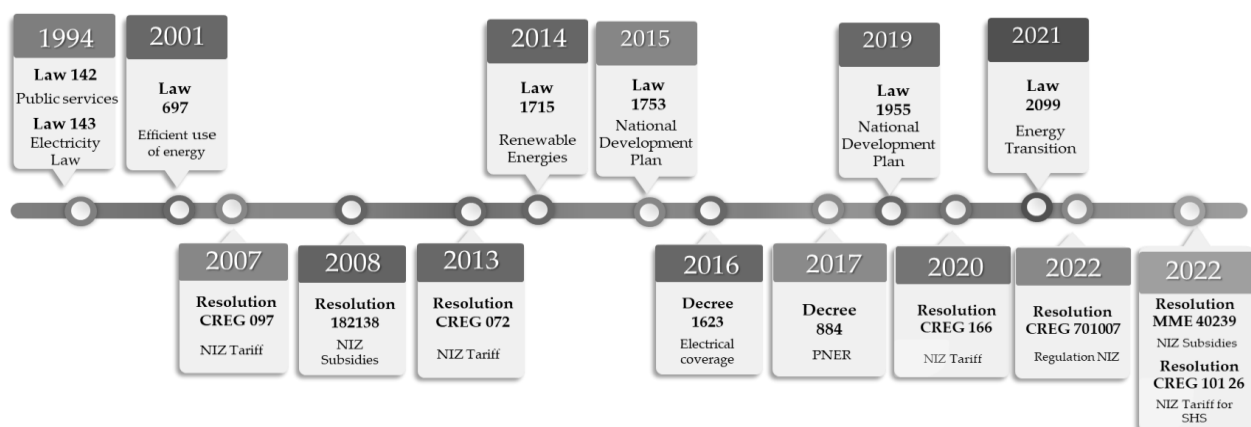 1994
Law 142
Public services
Law 143
Electricity
Law
2001
Law
697
Efficient use
of energy
2014
Law
1715
Renewable
Energies
2015
Law
1753
National
Development
Plan
2019
Law
1955
National
Development
Plan
2021
Law
2099
Energy
Transition
2007
Resolution
CREG 097
NIZ Tariff
2008
Resolution
182138
NIZ
Subsidies
2013
Resolution
CREG 072
NIZ Tariff
2016
Decree
1623
Electrical
coverage
2017
Decree
884
PNER
2020
Resolution
CREG 166
NIZ Tariff
2022
Resolution
CREG 701007
Regulation NIZ
2022
Resolution
MME 40239
NIZ Subsidies
Resolution
CREG 101 26
NIZ Tariff for
SHS